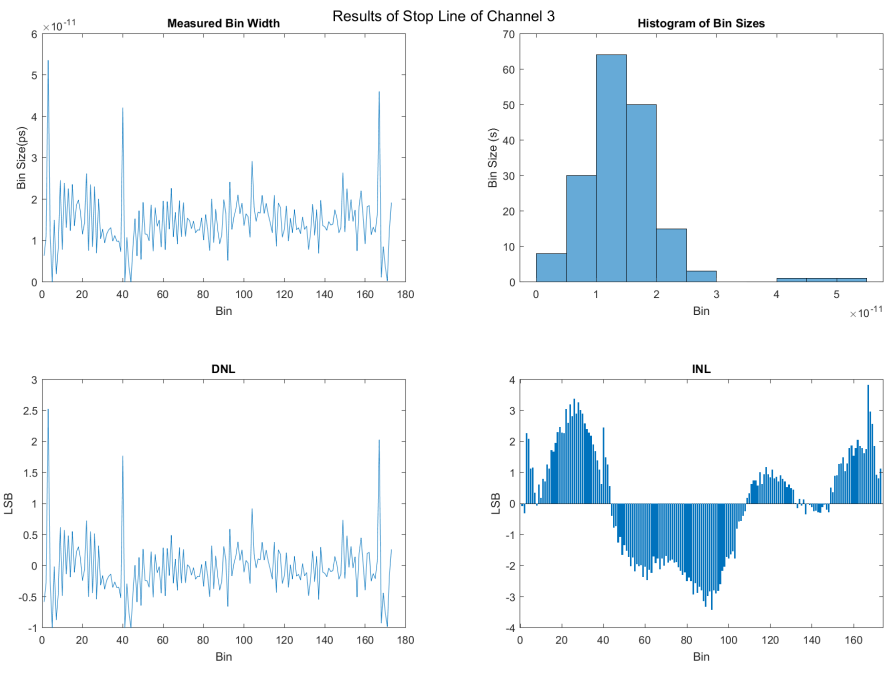 Results of Stop Line of Channel 3
Measured Bin Width
×10-11
6
5
4
3
2
1
0
Bin Size(ps)
0 20 40 60 80 100 120 140 160 180
Bin
Histogram of Bin Sizes
70
60
50
40
30
20
10
0
Bin Size (s)
0 1 2 3 4 5
Bin
×10-11
DNL
3
2.5
2
1.5
1
0.5
0
-0.5
-1
LSB
0 20 40 60 80 100 120 140 160 180
Bin
INL
4
3
2
1
0
-1
-2
-3
-4
LSB
0 20 40 60 80 100 120 140 160
Bin